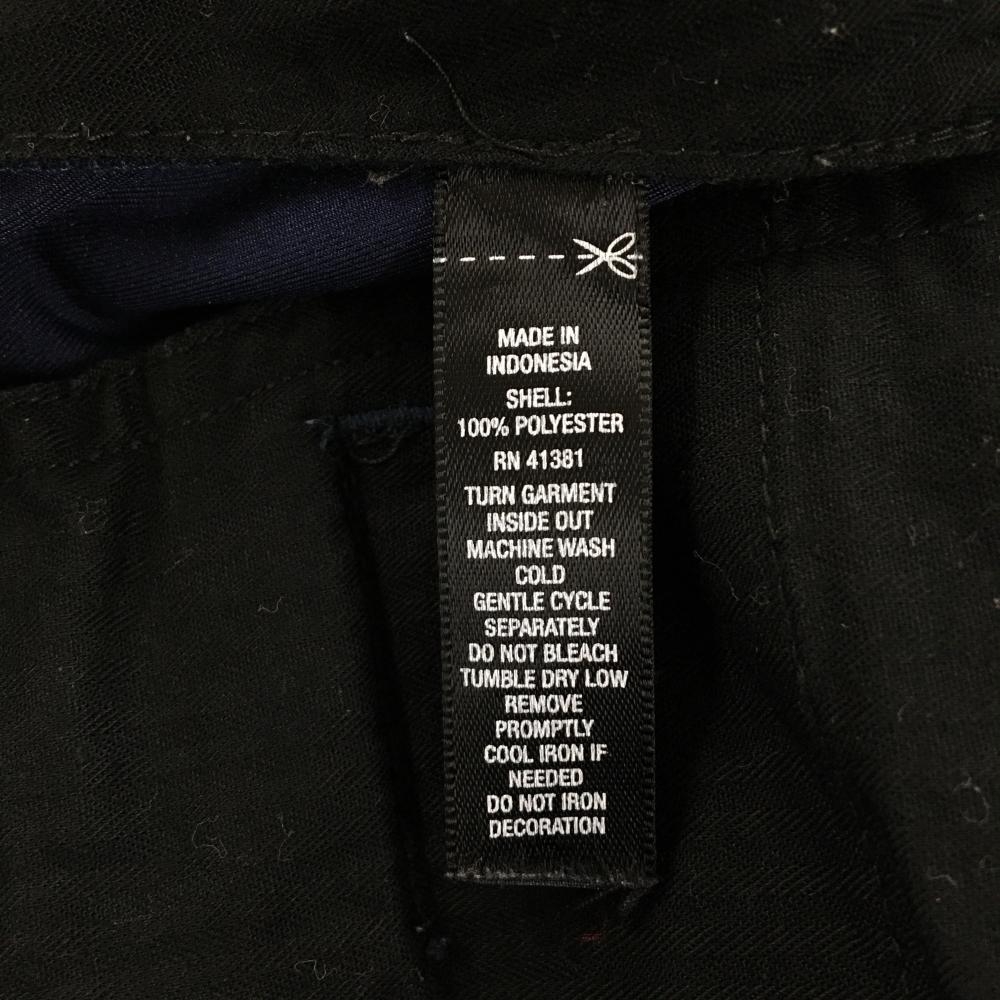 MADE IN
INDONESIA
SHELL:
100% POLYESTER
RN 41381
TURN GARMENT
INSIDE OUT
MACHINE WASH
COLD
GENTLE CYCLE
SEPARATELY
DO NOT BLEACH
TUMBLE DRY LOW
REMOVE
PROMPTLY
COOL IRON IF
NEEDED
DO NOT IRON
DECORATION